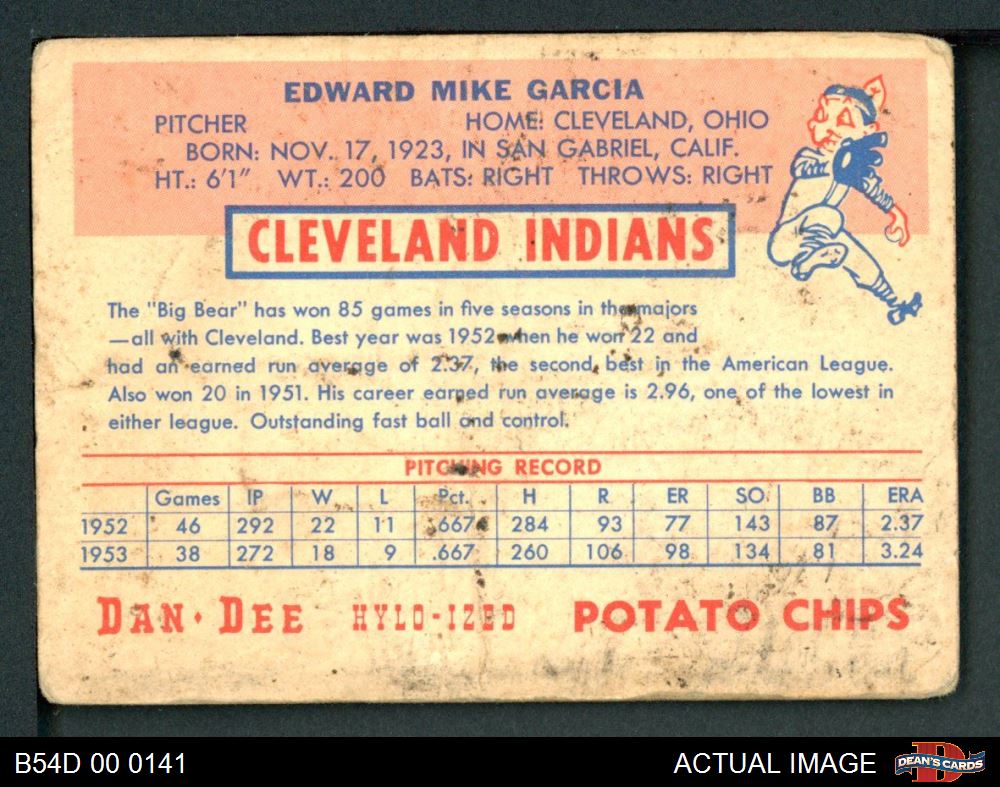 EDWARD MIKE GARCIA
PITCHER HOME: CLEVELAND, OHIO
BORN: NOV. 17, 1923, IN SAN GABRIEL, CALIF.
HT.: 6'1" WT.: 200 BATS: RIGHT THROWS: RIGHT
CLEVELAND INDIANS
The "Big Bear" has won 85 games in five seasons in the majors
—all with Cleveland. Best year was 1952 when he won 22 and
had an earned run average of 2.37, the second best in the American League.
Also won 20 in 1951. His career earned run average is 2.96, one of the lowest in
either league. Outstanding fast ball and control.
PITCHING RECORD
Games IP W L Pct. H R ER SO BB ERA
1952 46 292 22 11 .667 284 93 77 143 87 2.37
1953 38 272 18 9 .667 260 106 98 134 81 3.24
DAN·DEE HYLO-IZED POTATO CHIPS
B54D 00 0141 ACTUAL IMAGE D DEAN'S CARDS